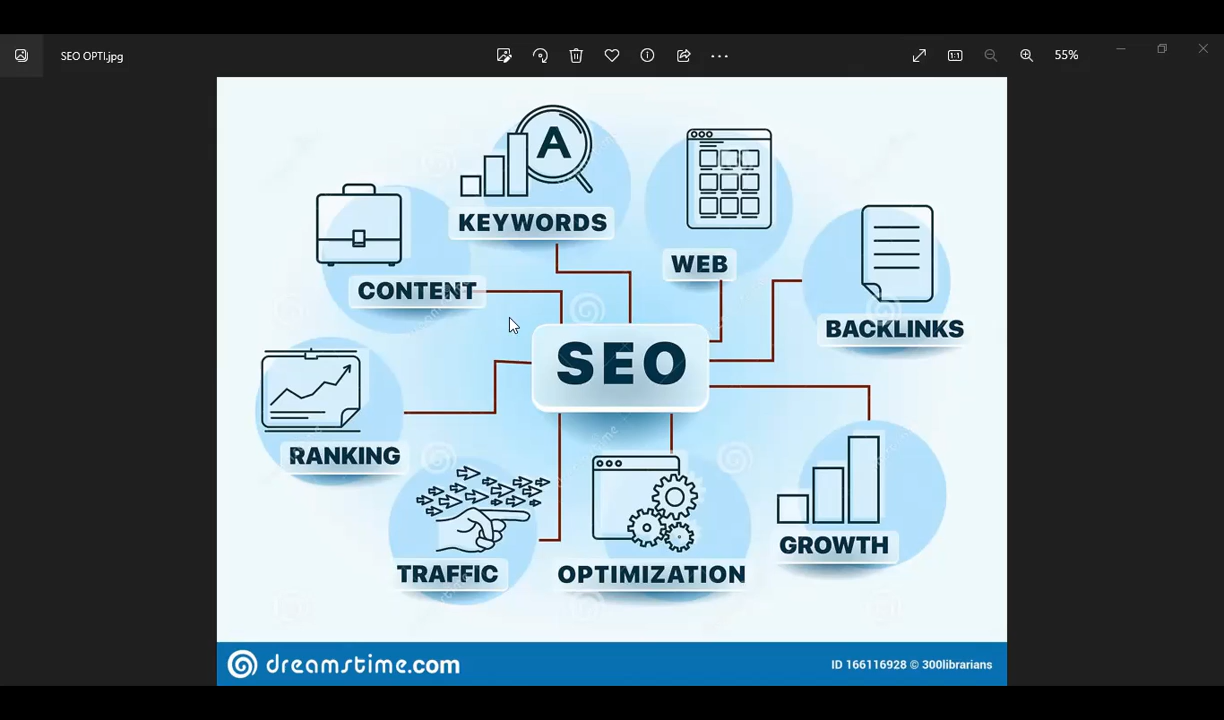 SEO OPTI.jpg
55%
A
KEYWORDS
WEB
CONTENT
BACKLINKS
SEO
RANKING
GROWTH
TRAFFIC
OPTIMIZATION
dreamstime.com
ID 166116928 © 300librarians